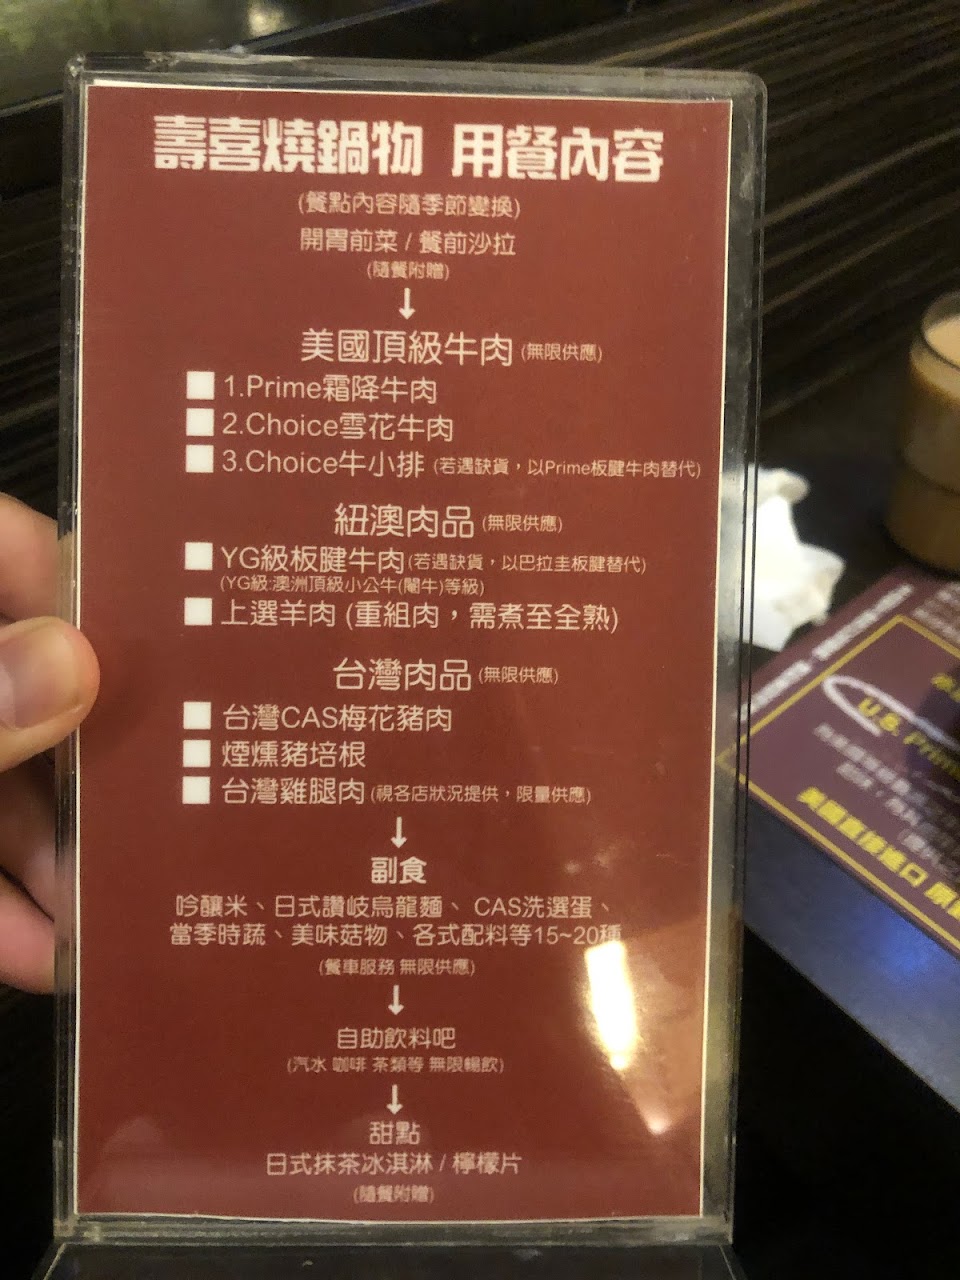 壽喜燒鍋物 用餐內容
(餐點內容隨季節變換)
開胃前菜 / 餐前沙拉
(隨餐附贈)
↓
美國頂級牛肉 (無限供應)
1.Prime霜降牛肉
2.Choice雪花牛肉
3.Choice牛小排 (若遇缺貨，以Prime板腱牛肉替代)
紐澳肉品 (無限供應)
YG級板腱牛肉 (若遇缺貨，以巴拉圭板腱替代)
(YG級:澳洲頂級小公牛(閹牛)等級)
上選羊肉 (重組肉，需煮至全熟)
台灣肉品 (無限供應)
台灣CAS梅花豬肉
煙燻豬培根
台灣雞腿肉 (視各店狀況提供，限量供應)
↓
副食
吟釀米、日式讚岐烏龍麵、 CAS洗選蛋、
當季時蔬、美味菇物、各式配料等15~20種
(餐車服務 無限供應)
↓
自助飲料吧
(汽水 咖啡 茶類等 無限暢飲)
↓
甜點
日式抹茶冰淇淋 / 檸檬片
(隨餐附贈)
U.S. Prime
美國直接進口